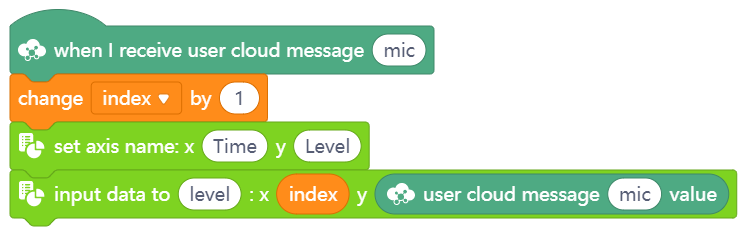 when I receive user cloud message mic
change index by 1
set axis name: x Time y Level
input data to level : x index y user cloud message mic value